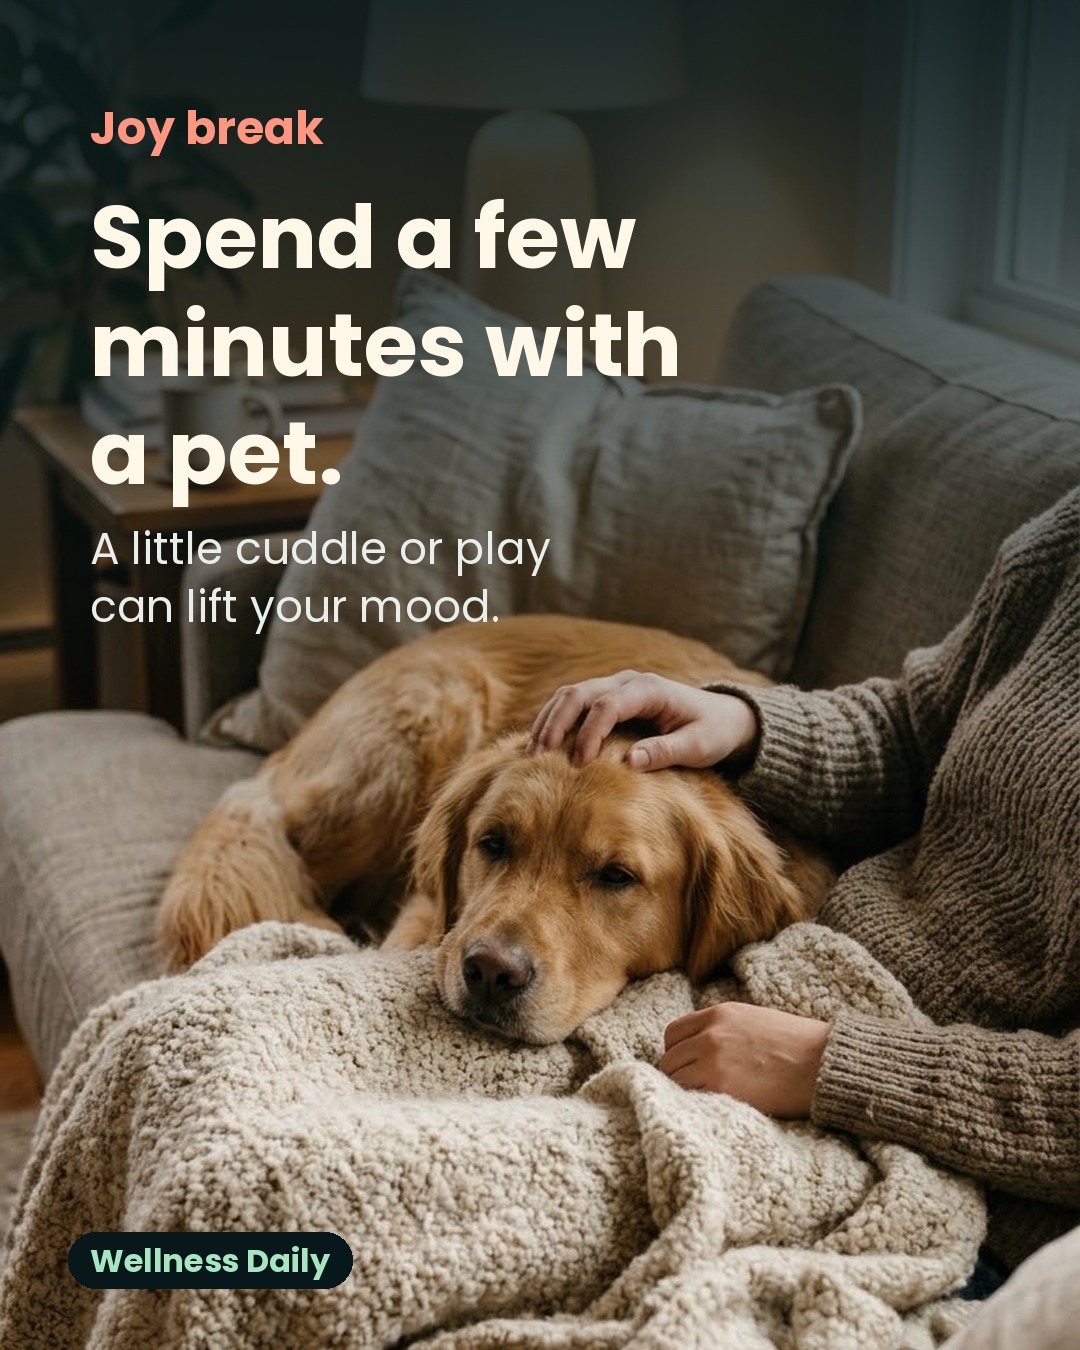 Joy break
Spend a few
minutes with
a pet.
A little cuddle or play
can lift your mood.
Wellness Daily